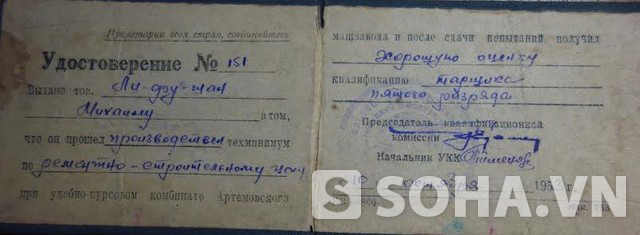 Пролетарии всех стран, соединяйтесь
Удостоверение № 151
Выдано тов. Ли-фу-шан
Михаилу в том,
что он прошел производствен техминимум
по ремонтно-строительному цеху
при учебно-курсовом комбинате Артемовского
машзавода и после сдачи испытаний получил
хорошую оценку
квалификацию
пятого разряда
Председатель квалификационной
комиссии
Начальник УКК
10
SOHA.VN